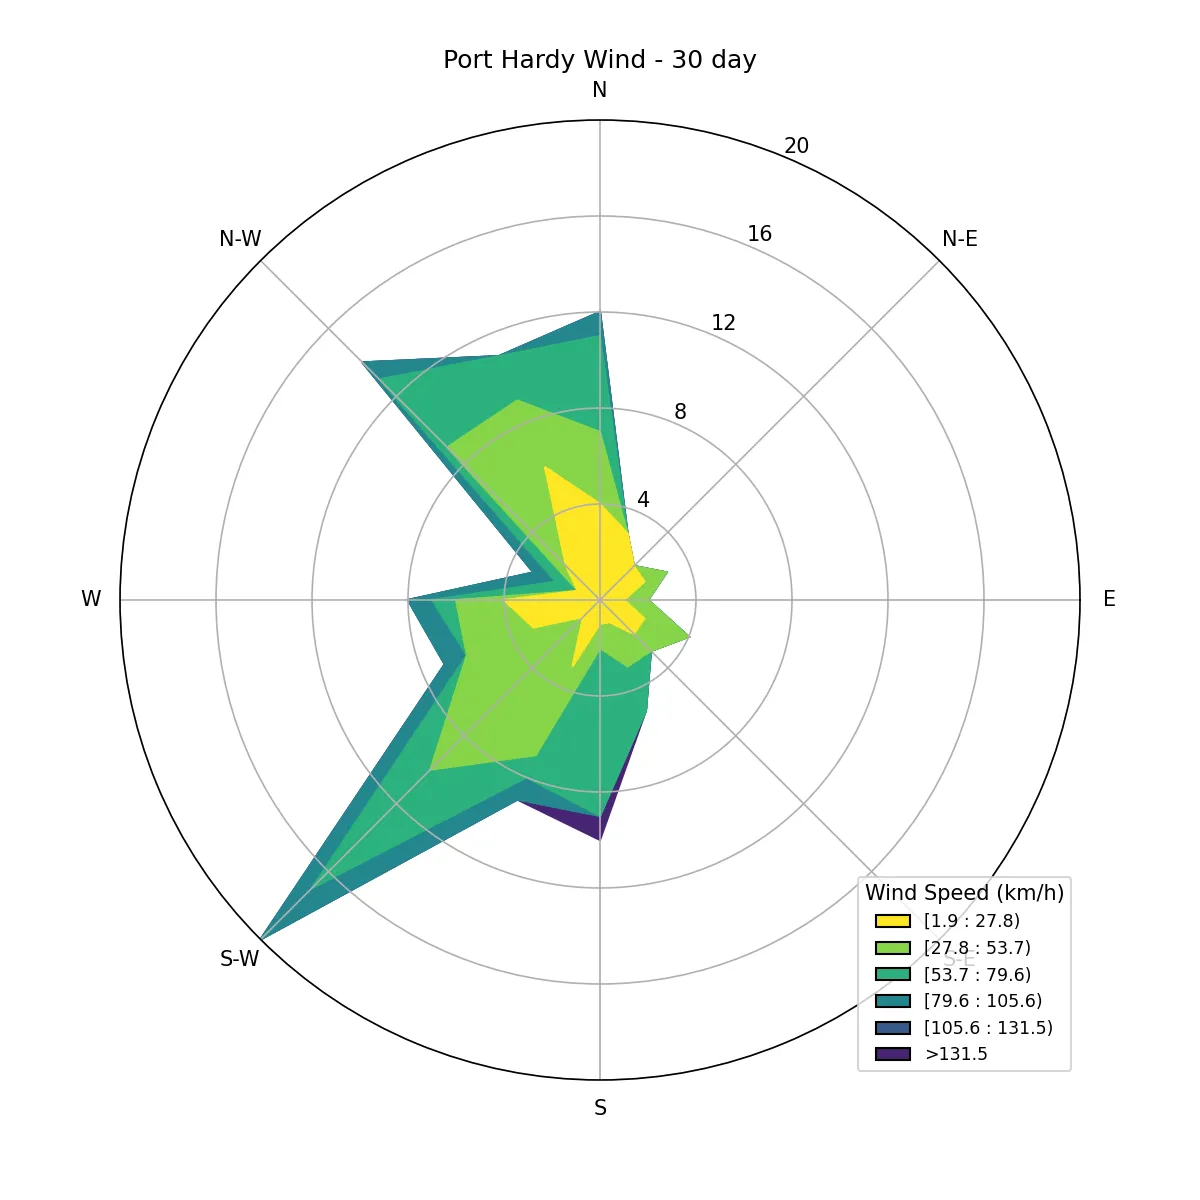 Port Hardy Wind - 30 day
N
20
N-W
N-E
16
12
8
4
W
E
Wind Speed (km/h)
[1.9 : 27.8)
[27.8 : 53.7)
S-W
S-E
[53.7 : 79.6)
[79.6 : 105.6)
[105.6 : 131.5)
>131.5
S